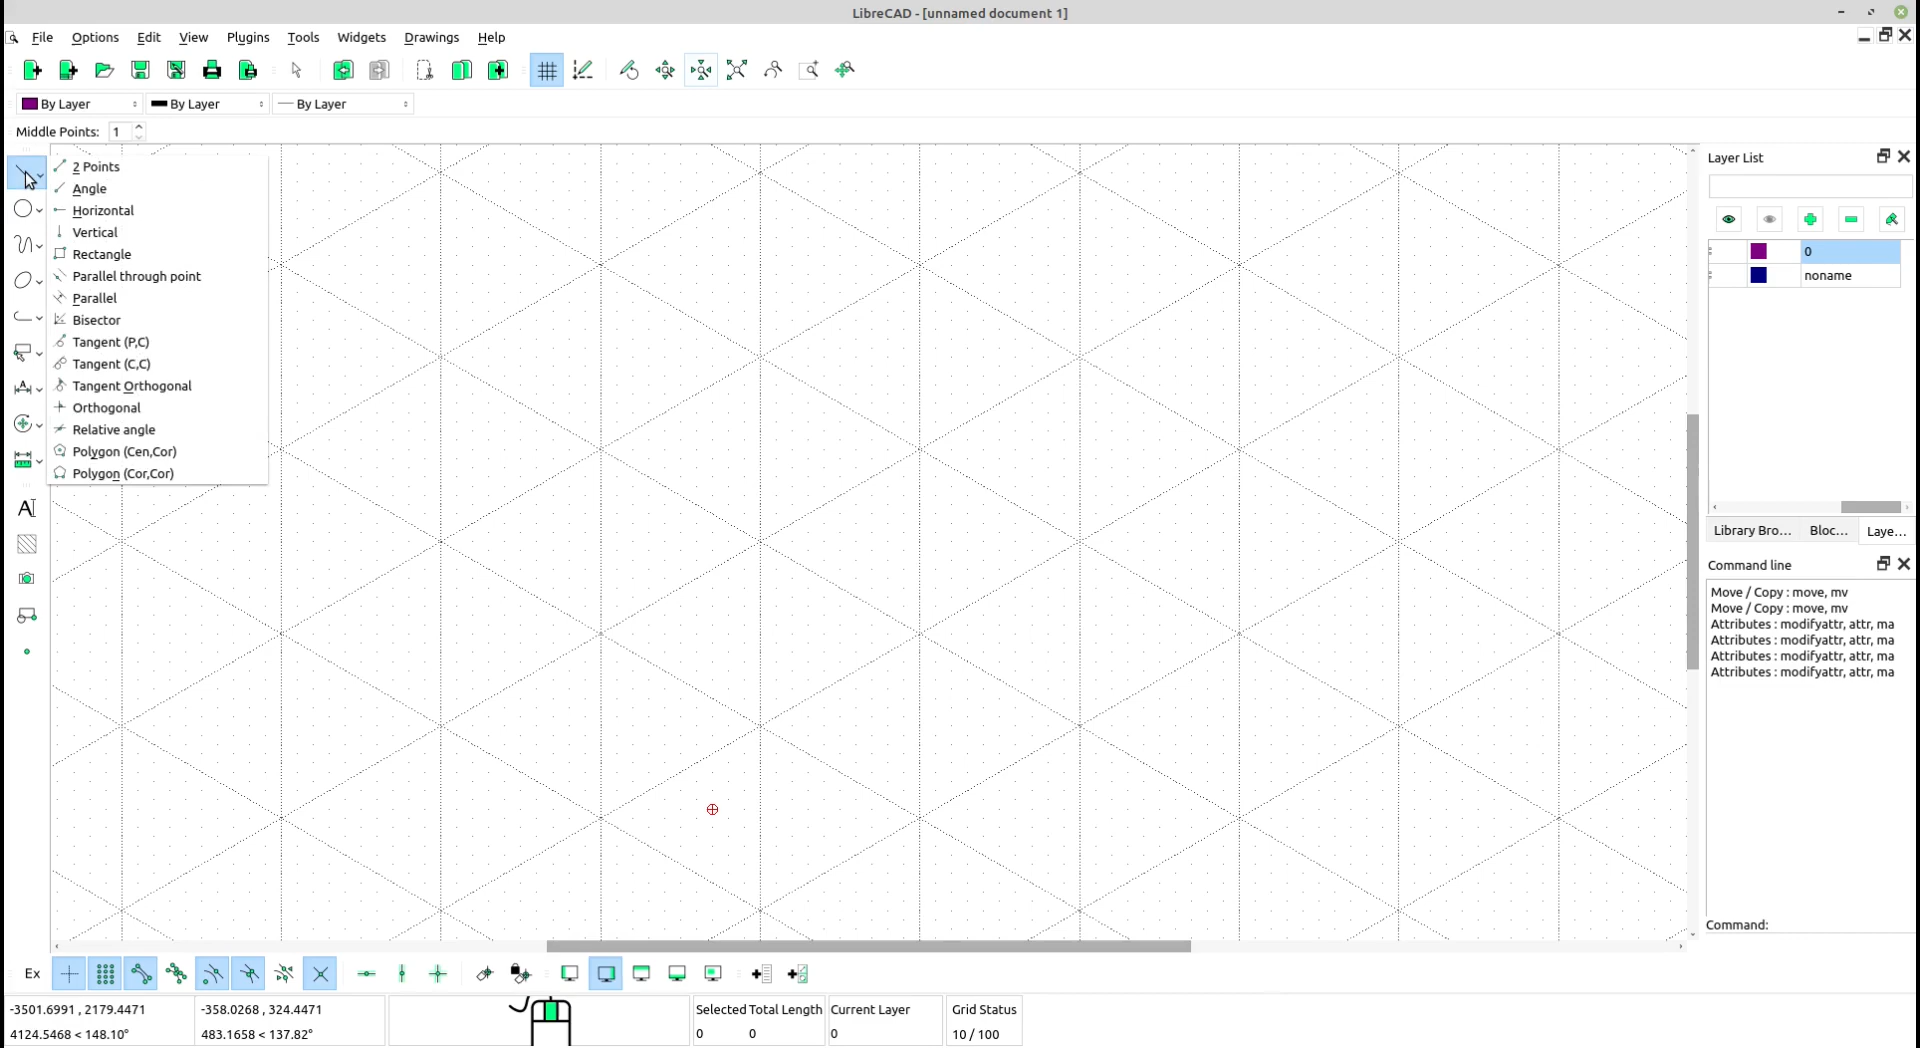 LibreCAD - [unnamed document 1]
File Options Edit View Plugins Tools Widgets Drawings Help
By Layer By Layer By Layer
Middle Points: 1
2 Points
Angle
Horizontal
Vertical
Rectangle
Parallel through point
Parallel
Bisector
Tangent (P,C)
Tangent (C,C)
Tangent Orthogonal
Orthogonal
Relative angle
Polygon (Cen,Cor)
Polygon (Cor,Cor)
A
Layer List
0
noname
Library Bro... Bloc... Laye...
Command line
Move / Copy : move, mv
Move / Copy : move, mv
Attributes : modifyattr, attr, ma
Attributes : modifyattr, attr, ma
Attributes : modifyattr, attr, ma
Attributes : modifyattr, attr, ma
Command:
Ex
-3501.6991 , 2179.4471
4124.5468 < 148.10°
-358.0268 , 324.4471
483.1658 < 137.82°
Selected Total Length
0 0
Current Layer
0
Grid Status
10 / 100